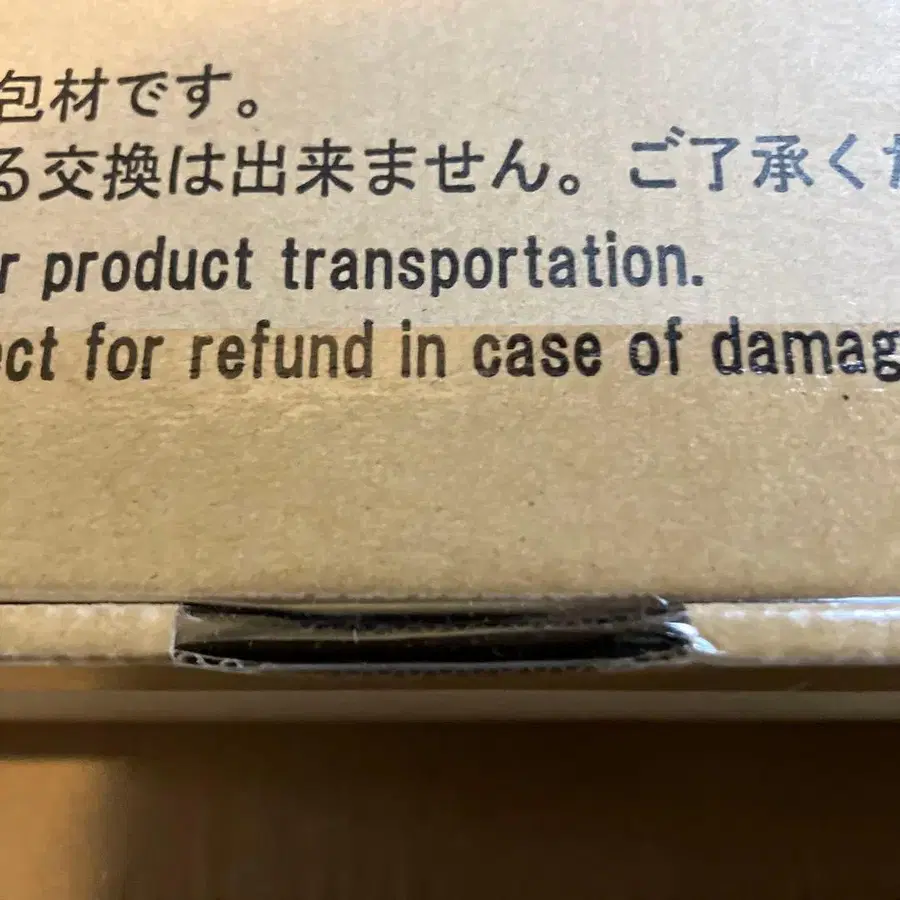 包材です。
る交換は出来ません。ご了承くだ
r product transportation.
ect for refund in case of damag